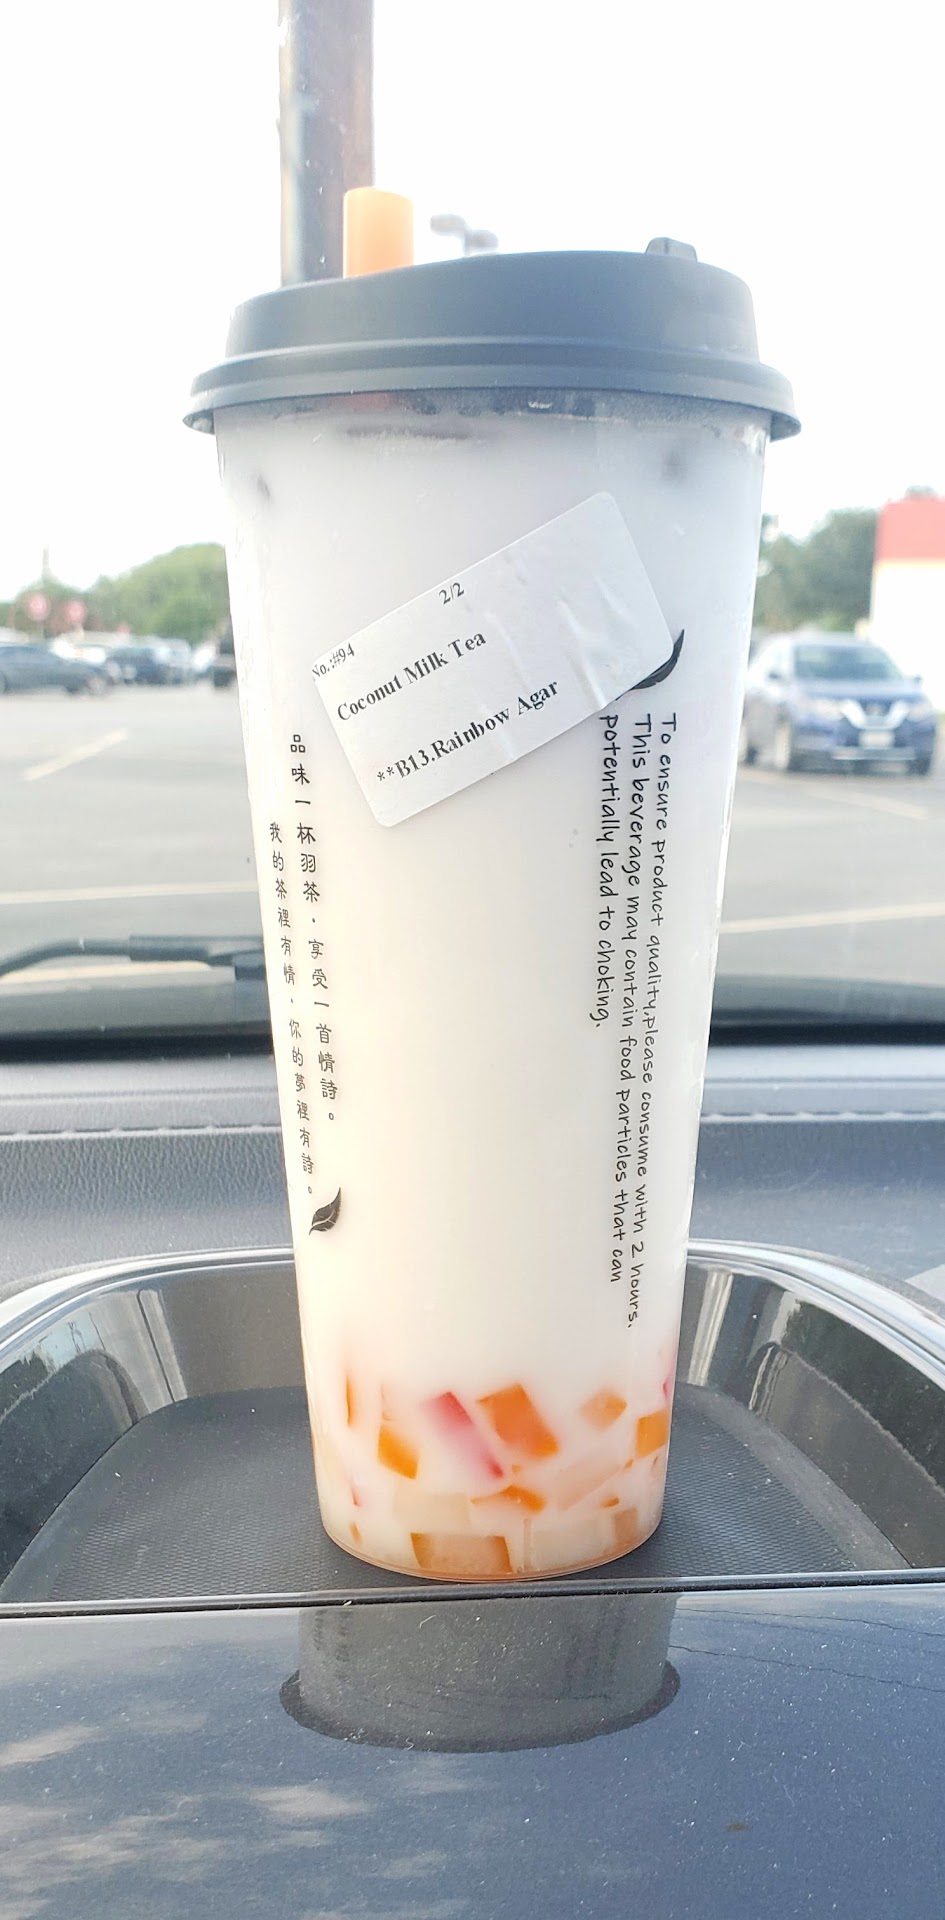 No.:#94
2/2
Coconut Milk Tea
**B13.Rainbow Agar
品味一杯羽茶·享受一首情詩。
我的茶裡有情·你的夢裡有詩。
To ensure product quality,please consume with 2 hours.
This beverage may contain food particles that can
potentially lead to choking.